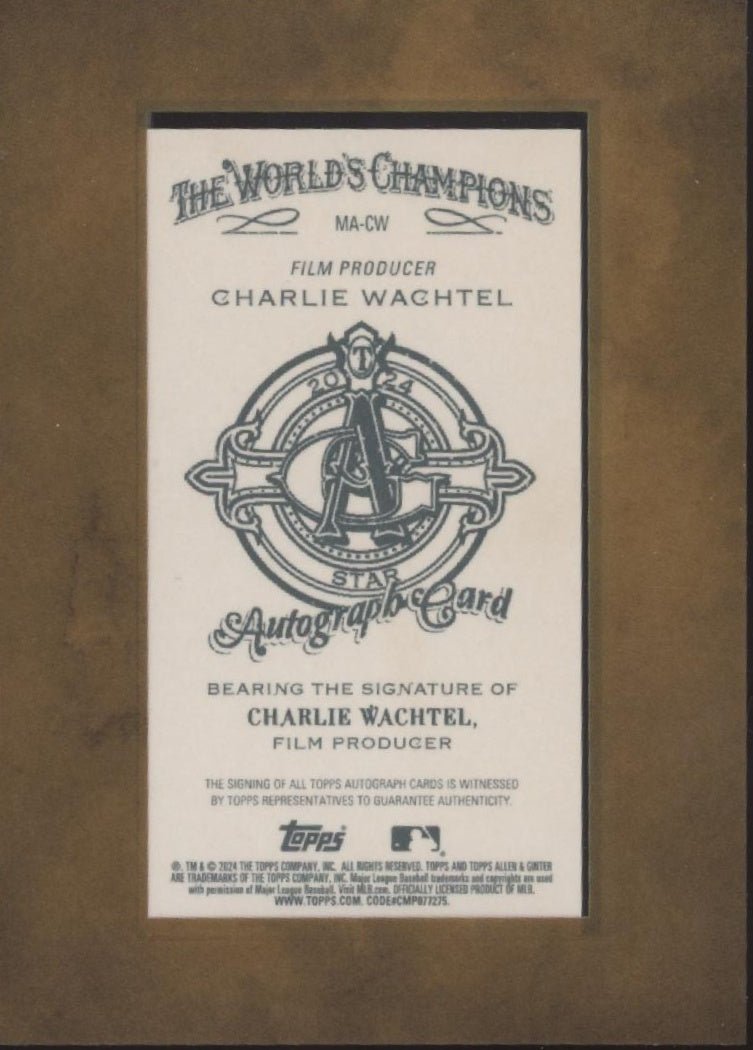 THE WORLD'S CHAMPIONS
MA-CW
FILM PRODUCER
CHARLIE WACHTEL
T
20 24
A&G
STAR
Autograph Card
BEARING THE SIGNATURE OF
CHARLIE WACHTEL,
FILM PRODUCER
THE SIGNING OF ALL TOPPS AUTOGRAPH CARDS IS WITNESSED
BY TOPPS REPRESENTATIVES TO GUARANTEE AUTHENTICITY.
topps
®, TM & © 2024 THE TOPPS COMPANY, INC. ALL RIGHTS RESERVED. TOPPS AND TOPPS ALLEN & GINTER
ARE TRADEMARKS OF THE TOPPS COMPANY, INC. Major League Baseball trademarks and copyrights are used
with permission of Major League Baseball. Visit MLB.com. OFFICIALLY LICENSED PRODUCT OF MLB.
WWW.TOPPS.COM. CODE#CMP077275.